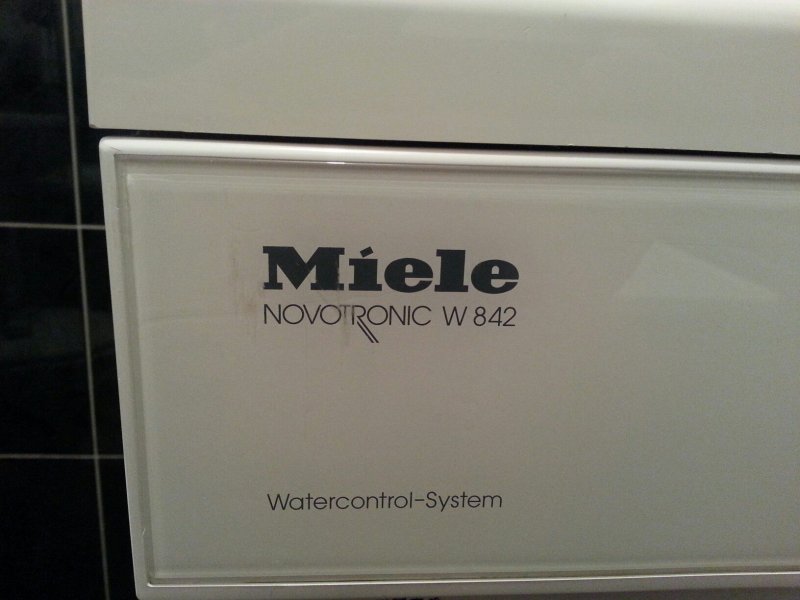 Miele
NOVOTRONIC W 842
Watercontrol-System